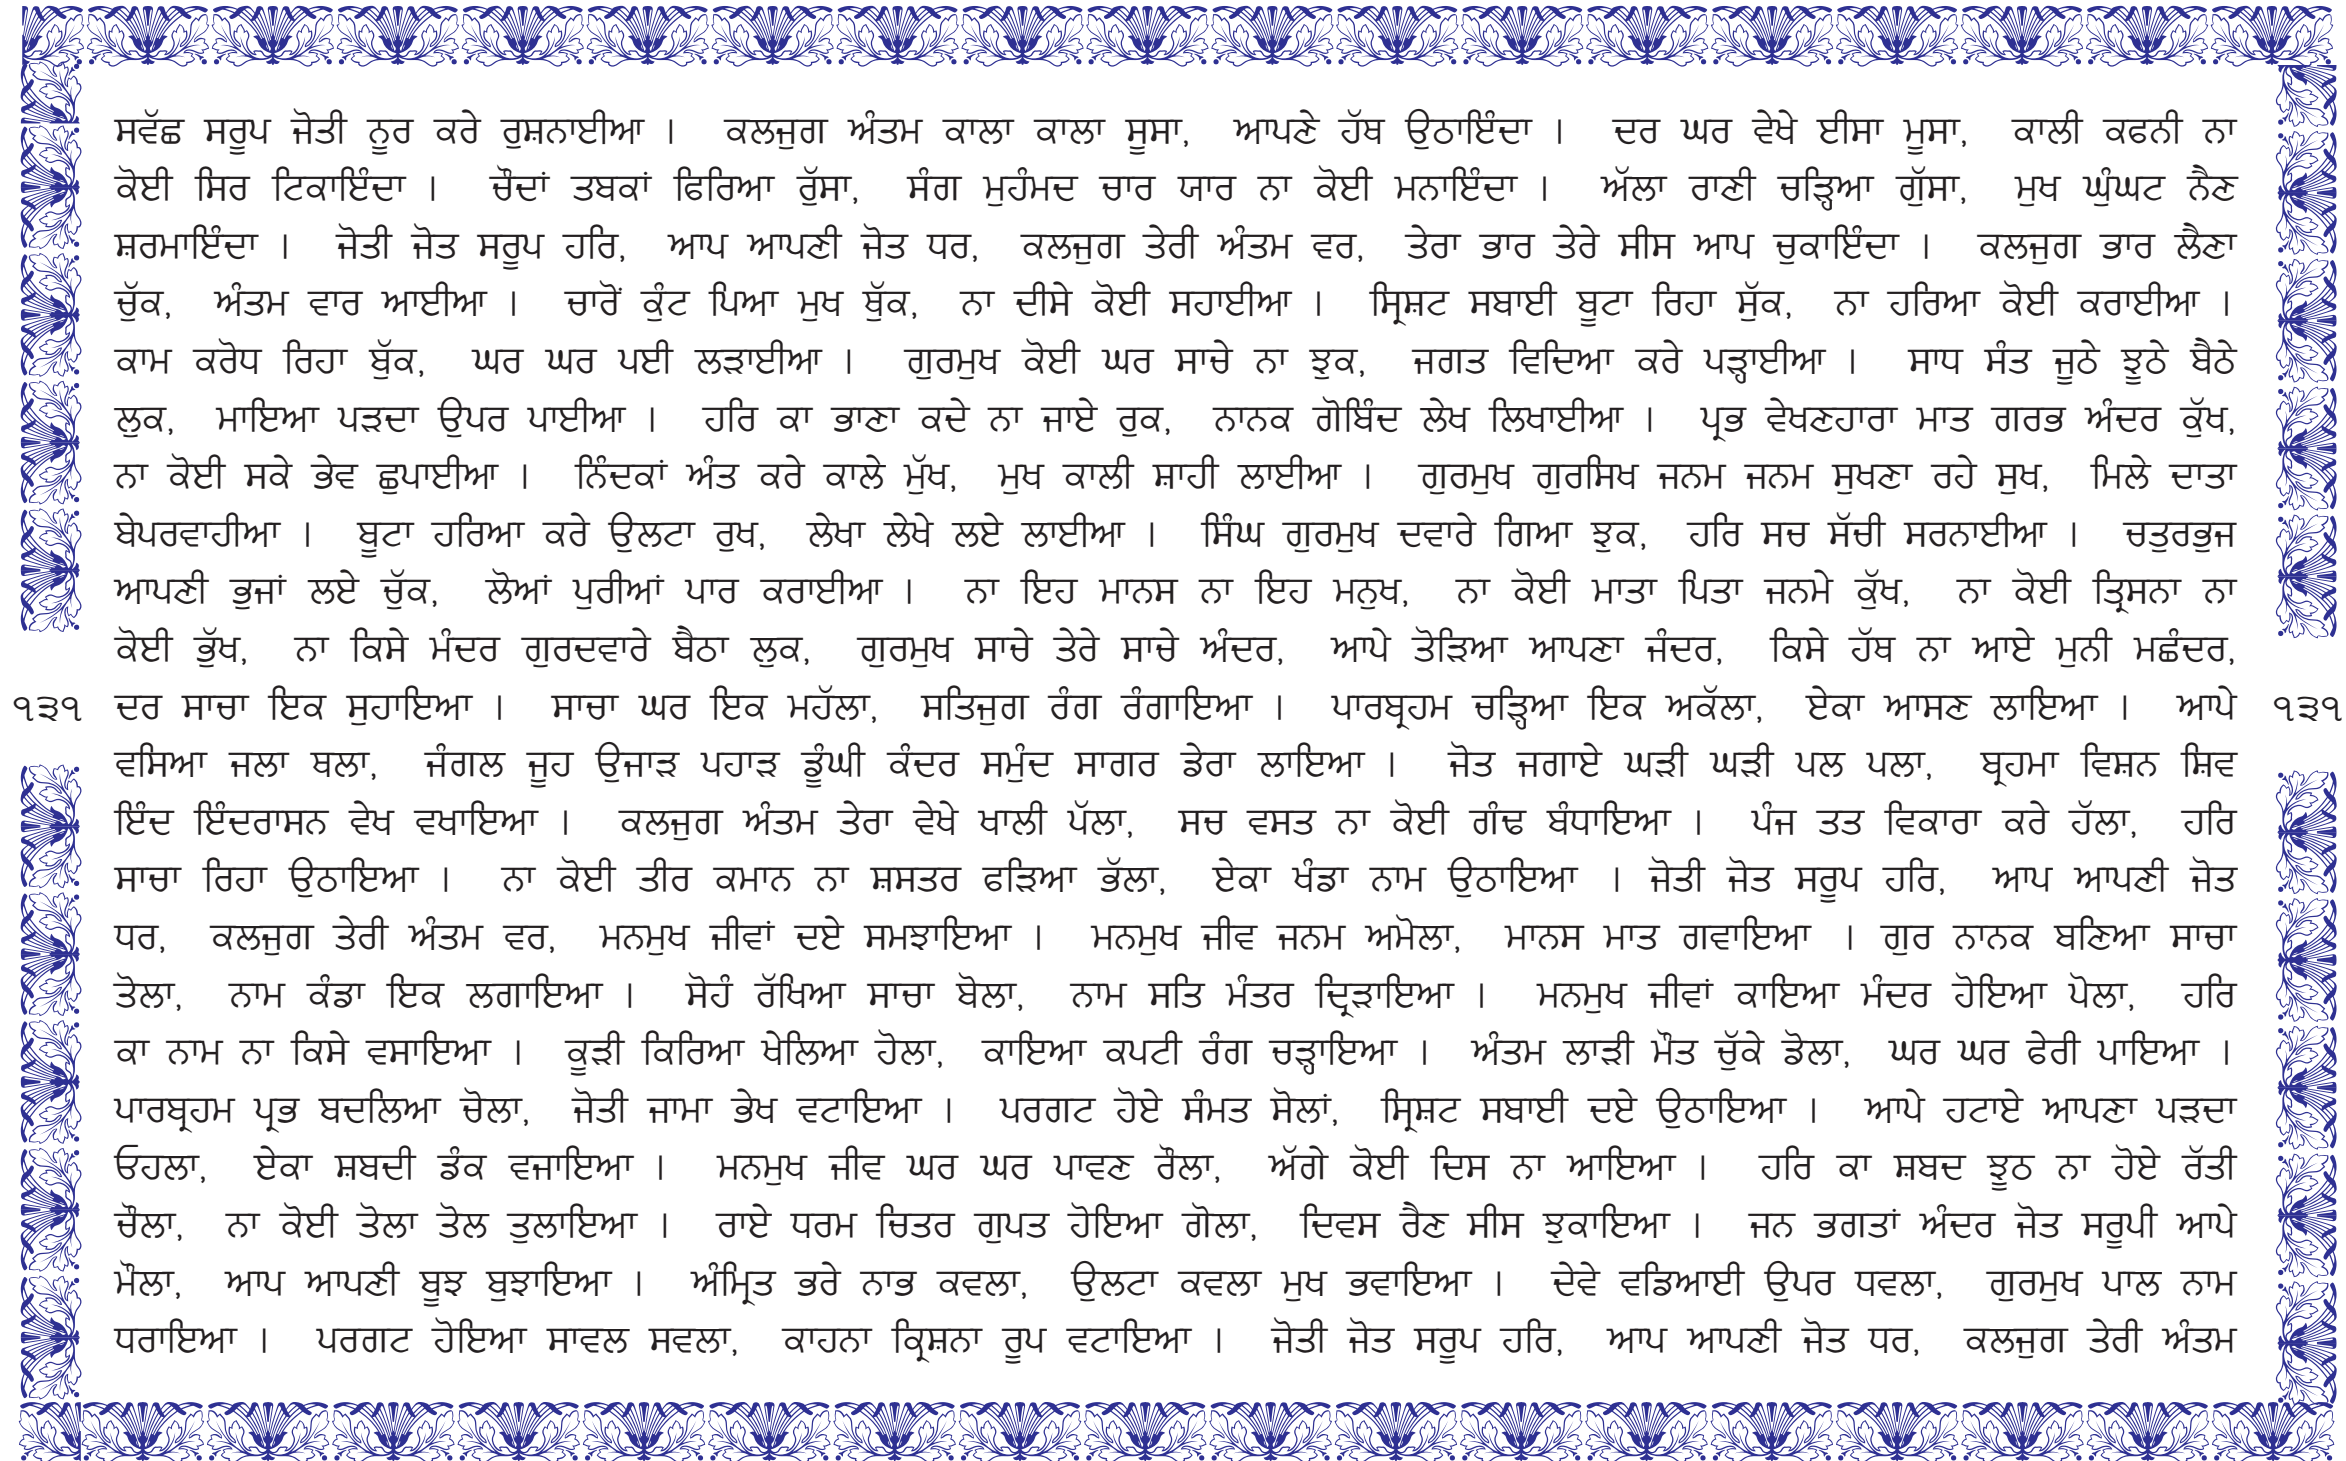 ਸਵੱਛ ਸਰੂਪ ਜੋਤੀ ਨੂਰ ਕਰੇ ਰੁਸ਼ਨਾਈਆ । ਕਲਜੁਗ ਅੰਤਮ ਕਾਲਾ ਕਾਲਾ ਸੂਸਾ, ਆਪਣੇ ਹੱਥ ਉਠਾਇੰਦਾ । ਦਰ ਘਰ ਵੇਖੇ ਈਸਾ ਮੂਸਾ, ਕਾਲੀ ਕਫਨੀ ਨਾ
ਕੋਈ ਸਿਰ ਟਿਕਾਇੰਦਾ । ਚੌਦਾਂ ਤਬਕਾਂ ਫਿਰਿਆ ਰੁੱਸਾ, ਸੰਗ ਮੁਹੰਮਦ ਚਾਰ ਯਾਰ ਨਾ ਕੋਈ ਮਨਾਇੰਦਾ । ਅੱਲਾ ਰਾਣੀ ਚੜ੍ਹਿਆ ਗੁੱਸਾ, ਮੁਖ ਘੁੰਘਟ ਨੈਣ
ਸ਼ਰਮਾਇੰਦਾ । ਜੋਤੀ ਜੋਤ ਸਰੂਪ ਹਰਿ, ਆਪ ਆਪਣੀ ਜੋਤ ਧਰ, ਕਲਜੁਗ ਤੇਰੀ ਅੰਤਮ ਵਰ, ਤੇਰਾ ਭਾਰ ਤੇਰੇ ਸੀਸ ਆਪ ਚੁਕਾਇੰਦਾ । ਕਲਜੁਗ ਭਾਰ ਲੈਣਾ
ਚੁੱਕ, ਅੰਤਮ ਵਾਰ ਆਈਆ । ਚਾਰੋਂ ਕੁੰਟ ਪਿਆ ਮੁਖ ਥੁੱਕ, ਨਾ ਦੀਸੇ ਕੋਈ ਸਹਾਈਆ । ਸ੍ਰਿਸ਼ਟ ਸਬਾਈ ਬੂਟਾ ਰਿਹਾ ਸੁੱਕ, ਨਾ ਹਰਿਆ ਕੋਈ ਕਰਾਈਆ ।
ਕਾਮ ਕਰੋਧ ਰਿਹਾ ਬੁੱਕ, ਘਰ ਘਰ ਪਈ ਲੜਾਈਆ । ਗੁਰਮੁਖ ਕੋਈ ਘਰ ਸਾਚੇ ਨਾ ਝੁਕ, ਜਗਤ ਵਿਦਿਆ ਕਰੇ ਪੜ੍ਹਾਈਆ । ਸਾਧ ਸੰਤ ਜੂਠੇ ਝੂਠੇ ਬੈਠੇ
ਲੁਕ, ਮਾਇਆ ਪੜਦਾ ਉਪਰ ਪਾਈਆ । ਹਰਿ ਕਾ ਭਾਣਾ ਕਦੇ ਨਾ ਜਾਏ ਰੁਕ, ਨਾਨਕ ਗੋਬਿੰਦ ਲੇਖ ਲਿਖਾਈਆ । ਪ੍ਰਭ ਵੇਖਣਹਾਰਾ ਮਾਤ ਗਰਭ ਅੰਦਰ ਕੁੱਖ,
ਨਾ ਕੋਈ ਸਕੇ ਭੇਵ ਛੁਪਾਈਆ । ਨਿੰਦਕਾਂ ਅੰਤ ਕਰੇ ਕਾਲੇ ਮੁੱਖ, ਮੁਖ ਕਾਲੀ ਸ਼ਾਹੀ ਲਾਈਆ । ਗੁਰਮੁਖ ਗੁਰਸਿਖ ਜਨਮ ਜਨਮ ਸੁਖਣਾ ਰਹੇ ਸੁਖ, ਮਿਲੇ ਦਾਤਾ
ਬੇਪਰਵਾਹੀਆ । ਬੂਟਾ ਹਰਿਆ ਕਰੇ ਉਲਟਾ ਰੁਖ, ਲੇਖਾ ਲੇਖੇ ਲਏ ਲਾਈਆ । ਸਿੰਘ ਗੁਰਮੁਖ ਦਵਾਰੇ ਗਿਆ ਝੁਕ, ਹਰਿ ਸਚ ਸੱਚੀ ਸਰਨਾਈਆ । ਚਤੁਰਭੁਜ
ਆਪਣੀ ਭੁਜਾਂ ਲਏ ਚੁੱਕ, ਲੋਆਂ ਪੁਰੀਆਂ ਪਾਰ ਕਰਾਈਆ । ਨਾ ਇਹ ਮਾਨਸ ਨਾ ਇਹ ਮਨੁਖ, ਨਾ ਕੋਈ ਮਾਤਾ ਪਿਤਾ ਜਨਮੇ ਕੁੱਖ, ਨਾ ਕੋਈ ਤ੍ਰਿਸਨਾ ਨਾ
ਕੋਈ ਭੁੱਖ, ਨਾ ਕਿਸੇ ਮੰਦਰ ਗੁਰਦਵਾਰੇ ਬੈਠਾ ਲੁਕ, ਗੁਰਮੁਖ ਸਾਚੇ ਤੇਰੇ ਸਾਚੇ ਅੰਦਰ, ਆਪੇ ਤੋੜਿਆ ਆਪਣਾ ਜੰਦਰ, ਕਿਸੇ ਹੱਥ ਨਾ ਆਏ ਮੁਨੀ ਮਛੰਦਰ,
੧੩੧ ਦਰ ਸਾਚਾ ਇਕ ਸੁਹਾਇਆ । ਸਾਚਾ ਘਰ ਇਕ ਮਹੱਲਾ, ਸਤਿਜੁਗ ਰੰਗ ਰੰਗਾਇਆ । ਪਾਰਬ੍ਰਹਮ ਚੜ੍ਹਿਆ ਇਕ ਅਕੱਲਾ, ਏਕਾ ਆਸਣ ਲਾਇਆ । ਆਪੇ ੧੩੧
ਵਸਿਆ ਜਲਾ ਥਲਾ, ਜੰਗਲ ਜੂਹ ਉਜਾੜ ਪਹਾੜ ਡੂੰਘੀ ਕੰਦਰ ਸਮੁੰਦ ਸਾਗਰ ਡੇਰਾ ਲਾਇਆ । ਜੋਤ ਜਗਾਏ ਘੜੀ ਘੜੀ ਪਲ ਪਲਾ, ਬ੍ਰਹਮਾ ਵਿਸ਼ਨ ਸ਼ਿਵ
ਇੰਦ ਇੰਦਰਾਸਨ ਵੇਖ ਵਖਾਇਆ । ਕਲਜੁਗ ਅੰਤਮ ਤੇਰਾ ਵੇਖੇ ਖਾਲੀ ਪੱਲਾ, ਸਚ ਵਸਤ ਨਾ ਕੋਈ ਗੰਢ ਬੰਧਾਇਆ । ਪੰਜ ਤਤ ਵਿਕਾਰਾ ਕਰੇ ਹੱਲਾ, ਹਰਿ
ਸਾਚਾ ਰਿਹਾ ਉਠਾਇਆ । ਨਾ ਕੋਈ ਤੀਰ ਕਮਾਨ ਨਾ ਸ਼ਸਤਰ ਫੜਿਆ ਭੱਲਾ, ਏਕਾ ਖੰਡਾ ਨਾਮ ਉਠਾਇਆ । ਜੋਤੀ ਜੋਤ ਸਰੂਪ ਹਰਿ, ਆਪ ਆਪਣੀ ਜੋਤ
ਧਰ, ਕਲਜੁਗ ਤੇਰੀ ਅੰਤਮ ਵਰ, ਮਨਮੁਖ ਜੀਵਾਂ ਦਏ ਸਮਝਾਇਆ । ਮਨਮੁਖ ਜੀਵ ਜਨਮ ਅਮੋਲਾ, ਮਾਨਸ ਮਾਤ ਗਵਾਇਆ । ਗੁਰ ਨਾਨਕ ਬਣਿਆ ਸਾਚਾ
ਤੋਲਾ, ਨਾਮ ਕੰਡਾ ਇਕ ਲਗਾਇਆ । ਸੋਹੰ ਰੱਖਿਆ ਸਾਚਾ ਬੋਲਾ, ਨਾਮ ਸਤਿ ਮੰਤਰ ਦ੍ਰਿੜਾਇਆ । ਮਨਮੁਖ ਜੀਵਾਂ ਕਾਇਆ ਮੰਦਰ ਹੋਇਆ ਪੋਲਾ, ਹਰਿ
ਕਾ ਨਾਮ ਨਾ ਕਿਸੇ ਵਸਾਇਆ । ਕੂੜੀ ਕਿਰਿਆ ਖੇਲਿਆ ਹੋਲਾ, ਕਾਇਆ ਕਪਟੀ ਰੰਗ ਚੜ੍ਹਾਇਆ । ਅੰਤਮ ਲਾੜੀ ਮੌਤ ਚੁੱਕੇ ਡੋਲਾ, ਘਰ ਘਰ ਫੇਰੀ ਪਾਇਆ ।
ਪਾਰਬ੍ਰਹਮ ਪ੍ਰਭ ਬਦਲਿਆ ਚੋਲਾ, ਜੋਤੀ ਜਾਮਾ ਭੇਖ ਵਟਾਇਆ । ਪਰਗਟ ਹੋਏ ਸੰਮਤ ਸੋਲਾਂ, ਸ੍ਰਿਸ਼ਟ ਸਬਾਈ ਦਏ ਉਠਾਇਆ । ਆਪੇ ਹਟਾਏ ਆਪਣਾ ਪੜਦਾ
ਓਹਲਾ, ਏਕਾ ਸ਼ਬਦੀ ਡੰਕ ਵਜਾਇਆ । ਮਨਮੁਖ ਜੀਵ ਘਰ ਘਰ ਪਾਵਣ ਰੌਲਾ, ਅੱਗੇ ਕੋਈ ਦਿਸ ਨਾ ਆਇਆ । ਹਰਿ ਕਾ ਸ਼ਬਦ ਝੂਠ ਨਾ ਹੋਏ ਰੱਤੀ
ਚੌਲਾ, ਨਾ ਕੋਈ ਤੋਲਾ ਤੋਲ ਤੁਲਾਇਆ । ਰਾਏ ਧਰਮ ਚਿਤਰ ਗੁਪਤ ਹੋਇਆ ਗੋਲਾ, ਦਿਵਸ ਰੈਣ ਸੀਸ ਝੁਕਾਇਆ । ਜਨ ਭਗਤਾਂ ਅੰਦਰ ਜੋਤ ਸਰੂਪੀ ਆਪੇ
ਮੌਲਾ, ਆਪ ਆਪਣੀ ਬੂਝ ਬੁਝਾਇਆ । ਅੰਮ੍ਰਿਤ ਭਰੇ ਨਾਭ ਕਵਲਾ, ਉਲਟਾ ਕਵਲਾ ਮੁਖ ਭਵਾਇਆ । ਦੇਵੇ ਵਡਿਆਈ ਉਪਰ ਧਵਲਾ, ਗੁਰਮੁਖ ਪਾਲ ਨਾਮ
ਧਰਾਇਆ । ਪਰਗਟ ਹੋਇਆ ਸਾਵਲ ਸਵਲਾ, ਕਾਹਨਾ ਕ੍ਰਿਸ਼ਨਾ ਰੂਪ ਵਟਾਇਆ । ਜੋਤੀ ਜੋਤ ਸਰੂਪ ਹਰਿ, ਆਪ ਆਪਣੀ ਜੋਤ ਧਰ, ਕਲਜੁਗ ਤੇਰੀ ਅੰਤਮ